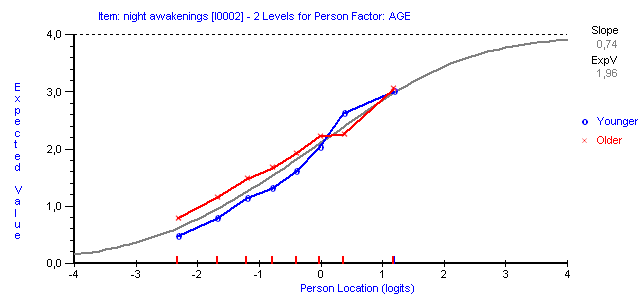 Item: night awakenings [I0002] - 2 Levels for Person Factor: AGE
Slope
0,74
ExpV
1,96
Younger
Older
Expected Value
4,0
3,0
2,0
1,0
0,0
-4 -3 -2 -1 0 1 2 3 4
Person Location (logits)